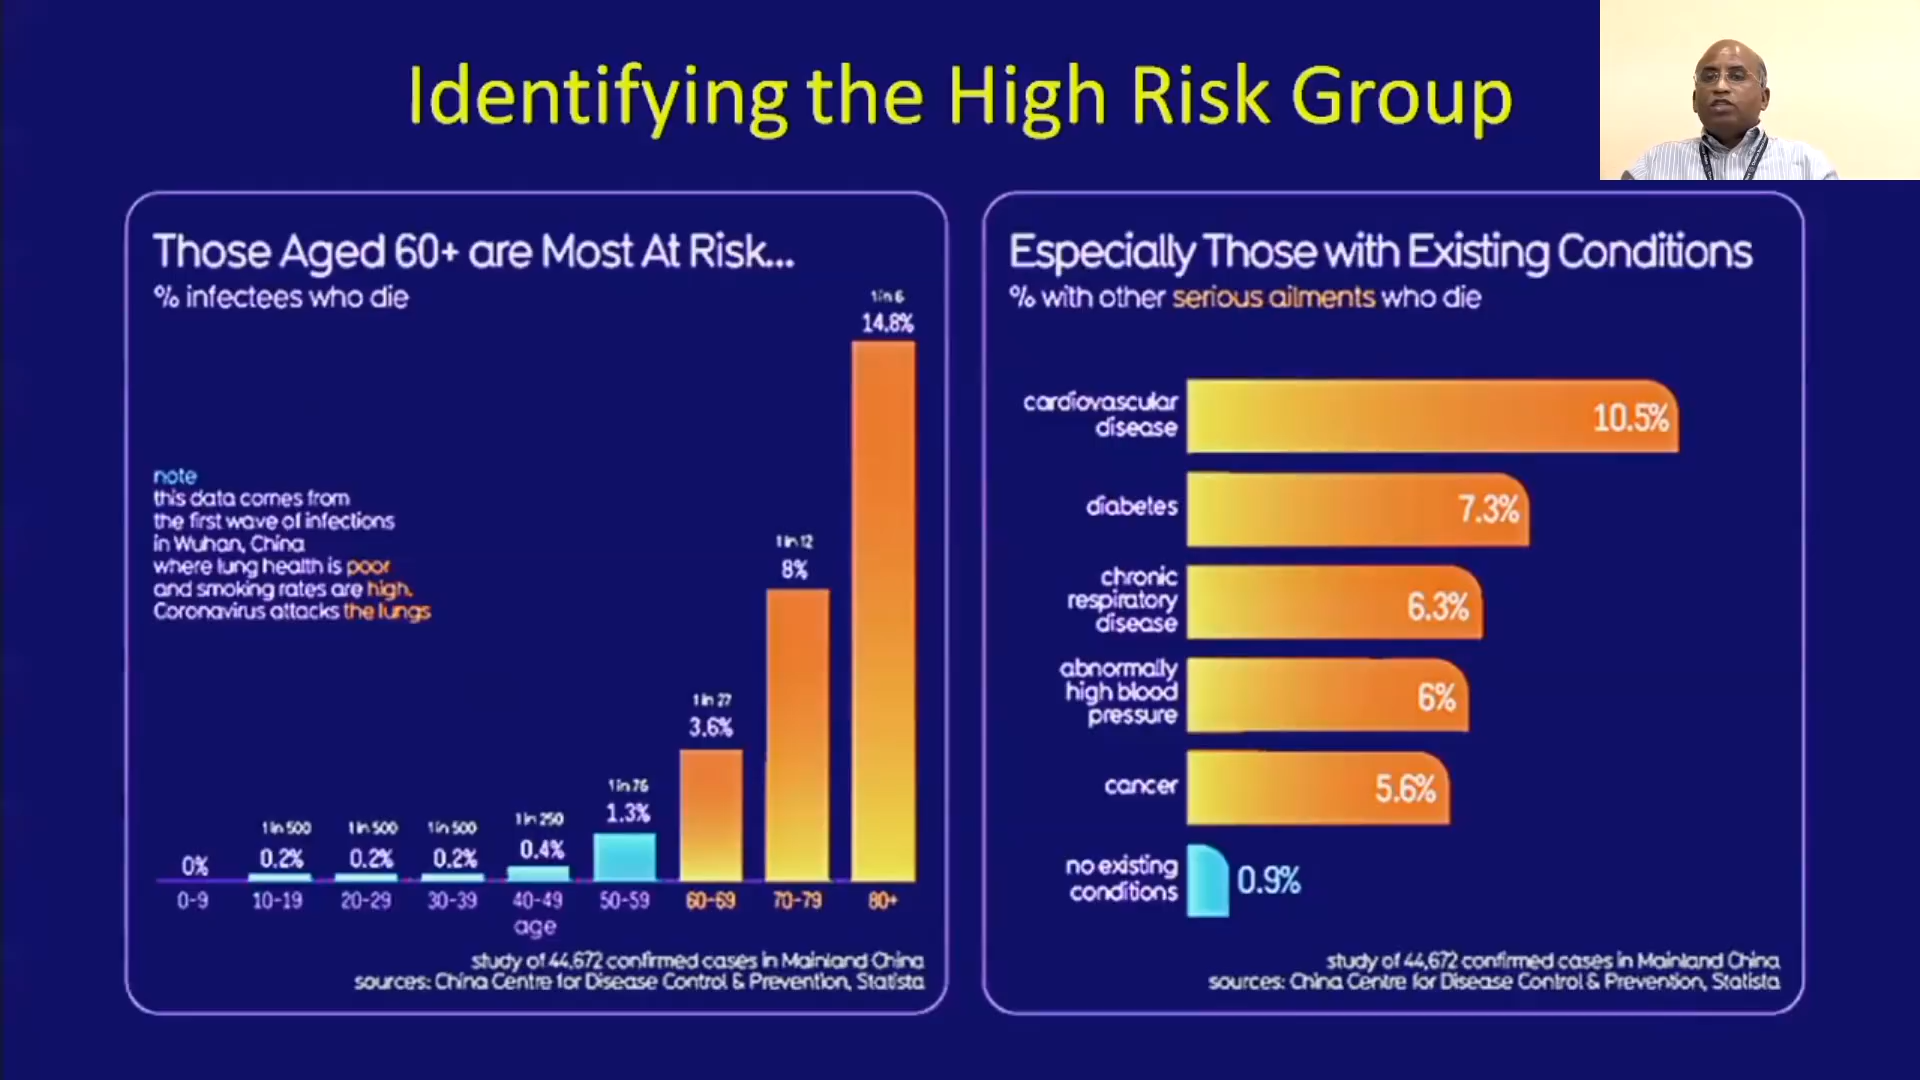 Identifying the High Risk Group
Those Aged 60+ are Most At Risk...
% infectees who die
1 in 6
14.8%
note
this data comes from
the first wave of infections
in Wuhan, China
where lung health is poor
and smoking rates are high.
Coronavirus attacks the lungs
1 in 12
8%
1 in 27
3.6%
1 in 76
1.3%
1 in 250
0.4%
1 in 500
0.2%
1 in 500
0.2%
1 in 500
0.2%
0%
0-9 10-19 20-29 30-39 40-49 50-59 60-69 70-79 80+
age
study of 44,672 confirmed cases in Mainland China
sources: China Centre for Disease Control & Prevention, Statista
Especially Those with Existing Conditions
% with other serious ailments who die
cardiovascular
disease
10.5%
diabetes
7.3%
chronic
respiratory
disease
6.3%
abnormally
high blood
pressure
6%
cancer
5.6%
no existing
conditions
0.9%
study of 44,672 confirmed cases in Mainland China
sources: China Centre for Disease Control & Prevention, Statista